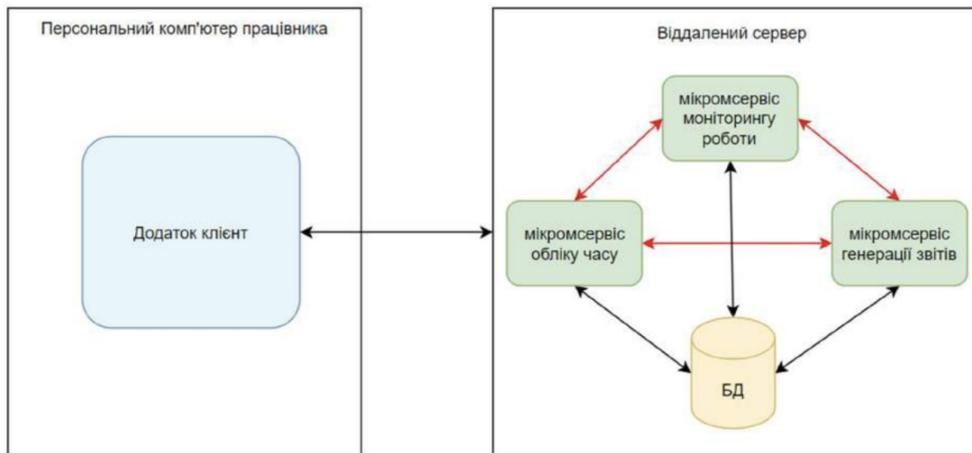 Персональний комп'ютер працівника
Додаток клієнт
Віддалений сервер
мікромсервіс
моніторингу
роботи
мікромсервіс
обліку часу
мікромсервіс
генерації звітів
БД